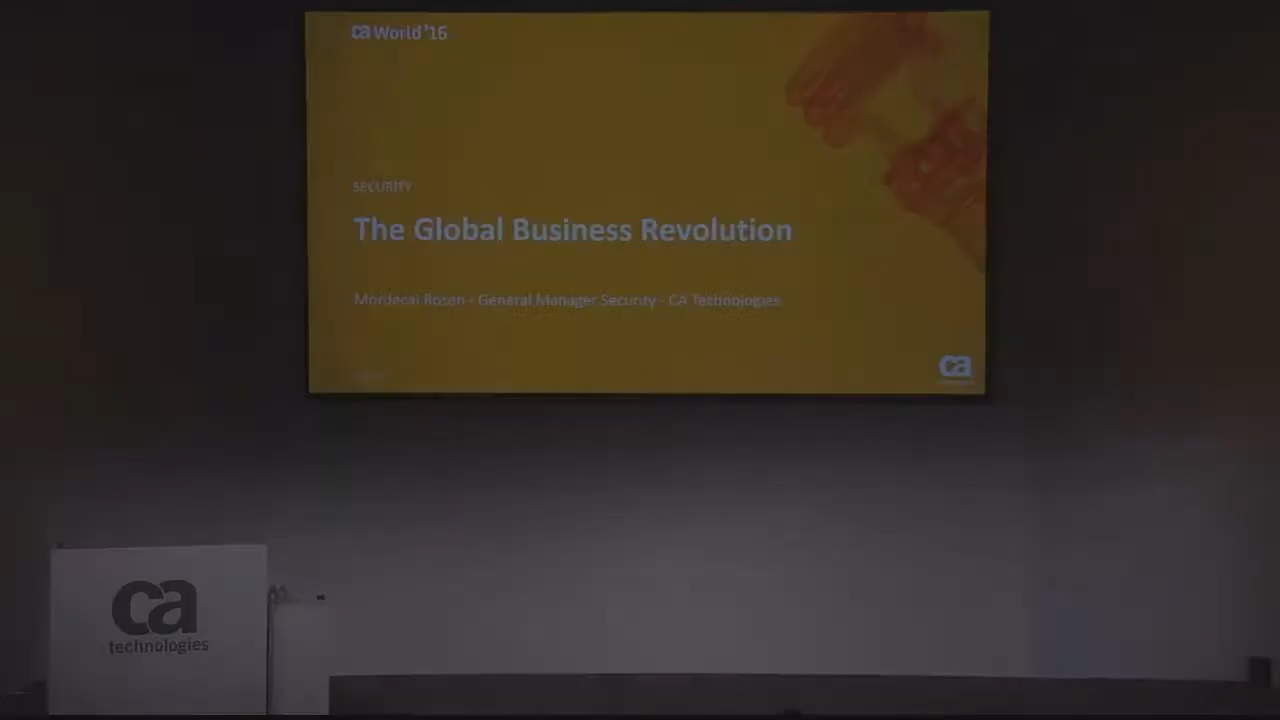 ca World '16
SECURITY
The Global Business Revolution
Mordecai Rosen - General Manager Security - CA Technologies
ca
ca
technologies